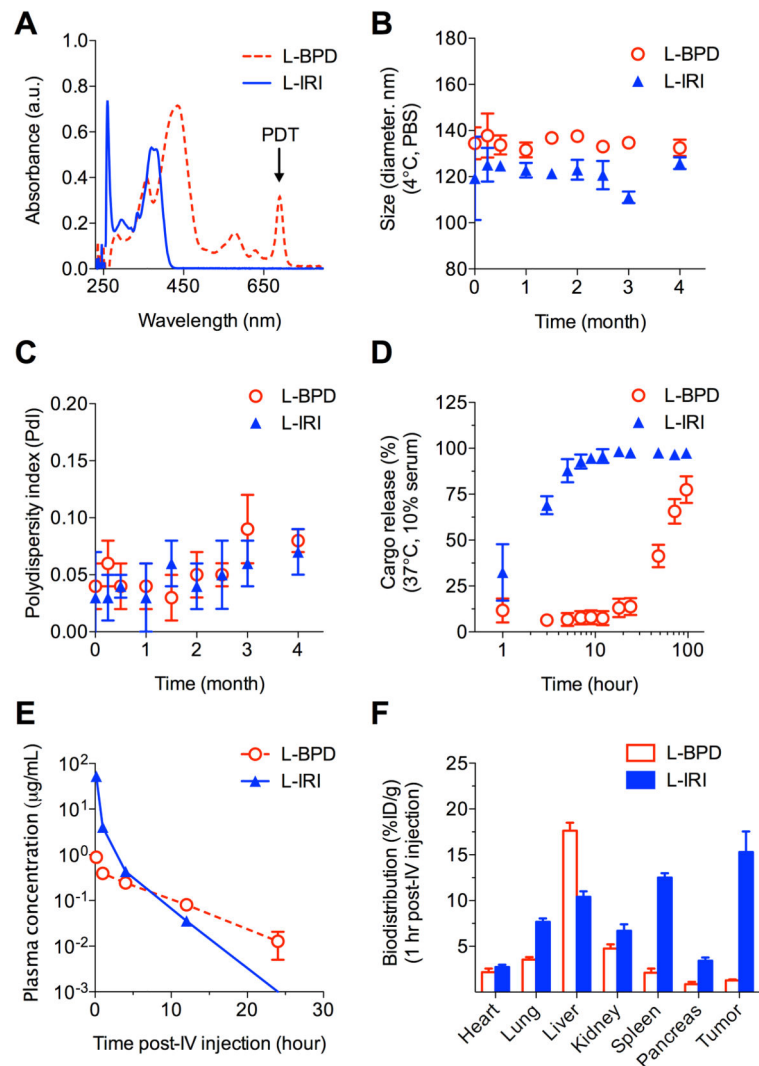 A
L-BPD
L-IRI
PDT
Absorbance (a.u.)
1.0
0.8
0.6
0.4
0.2
0.0
250 450 650
Wavelength (nm)
B
L-BPD
L-IRI
Size (diameter. nm)
(4°C, PBS)
180
160
140
120
100
80
0 1 2 3 4
Time (month)
C
L-BPD
L-IRI
Polydispersity index (PdI)
0.20
0.15
0.10
0.05
0.00
0 1 2 3 4
Time (month)
D
L-BPD
L-IRI
Cargo release (%)
(37°C, 10% serum)
100
75
50
25
0
1 10 100
Time (hour)
E
L-BPD
L-IRI
Plasma concentration (µg/mL)
10²
10¹
10⁰
10⁻¹
10⁻²
10⁻³
0 10 20 30
Time post-IV injection (hour)
F
L-BPD
L-IRI
Biodistribution (%ID/g)
(1 hr post-IV injection)
25
20
15
10
5
Heart Lung Liver Kidney Spleen Pancreas Tumor